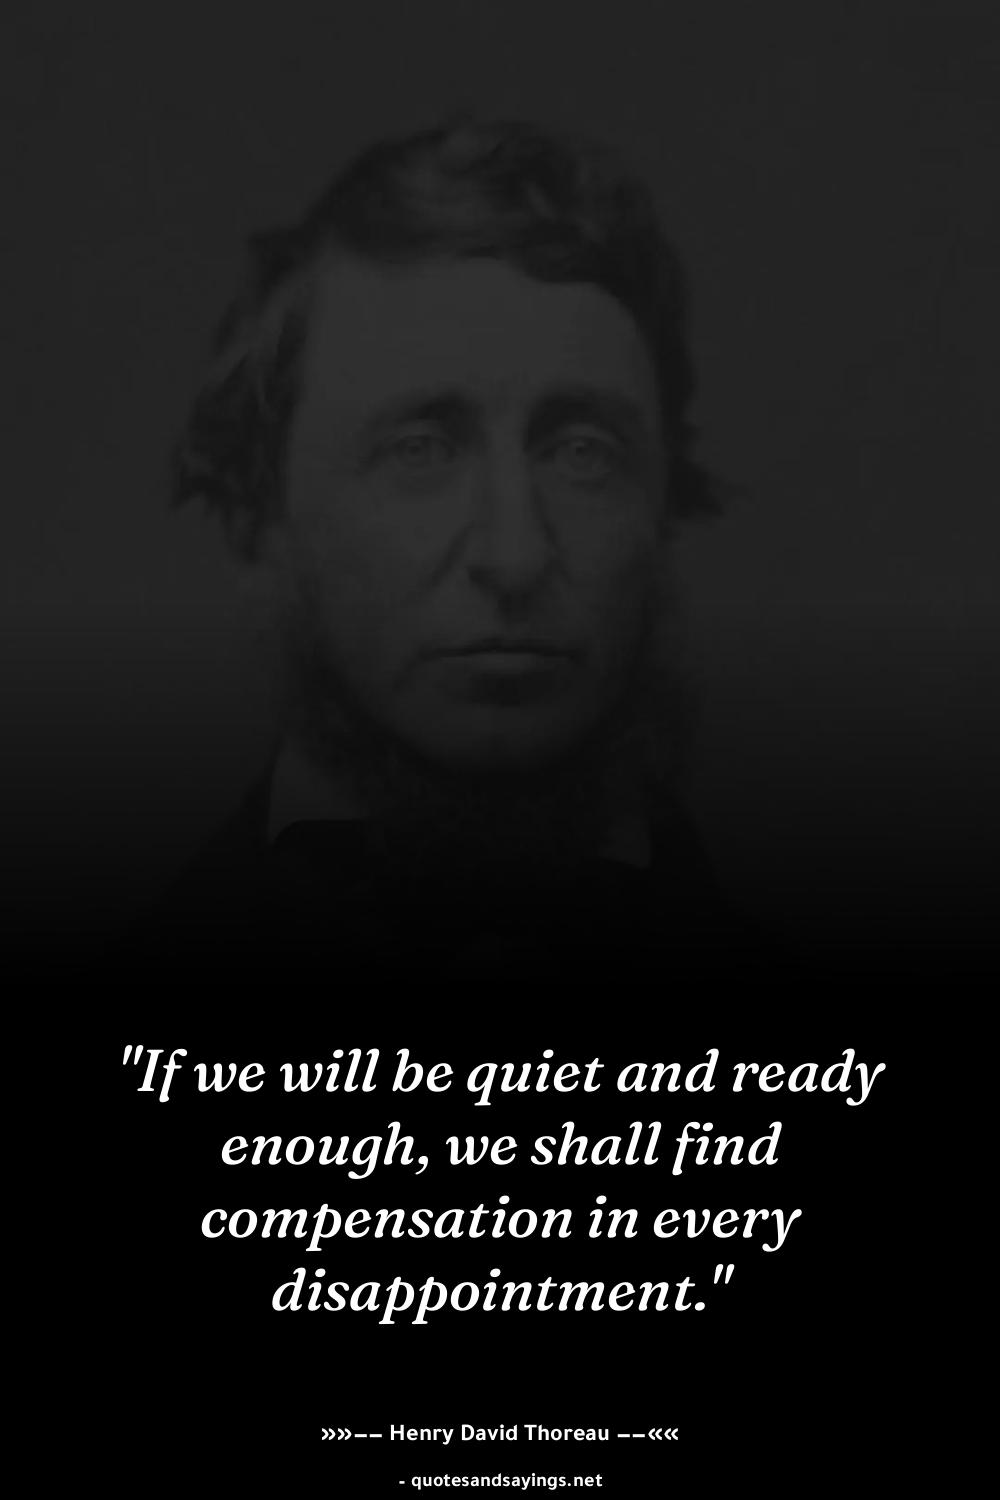 "If we will be quiet and ready
enough, we shall find
compensation in every
disappointment."
»»–– Henry David Thoreau ––««
- quotesandsayings.net